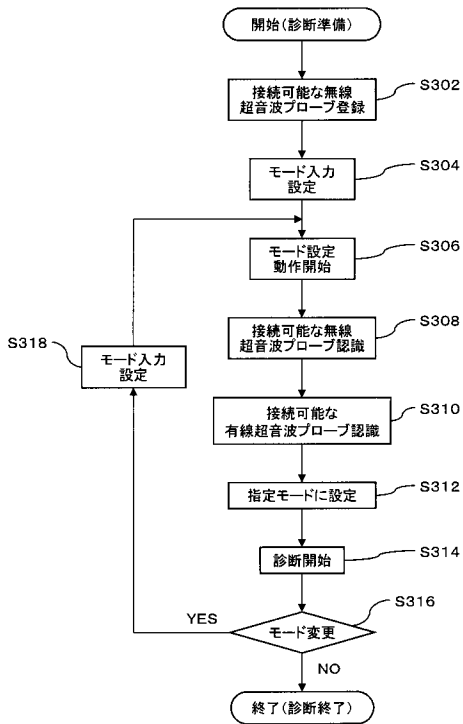 開始(診断準備)
S302
接続可能な無線
超音波プローブ登録
S304
モード入力
設定
S306
モード設定
動作開始
S308
接続可能な無線
超音波プローブ認識
S318
モード入力
設定
S310
接続可能な
有線超音波プローブ認識
S312
指定モードに設定
S314
診断開始
S316
YES
モード変更
NO
終了(診断終了)